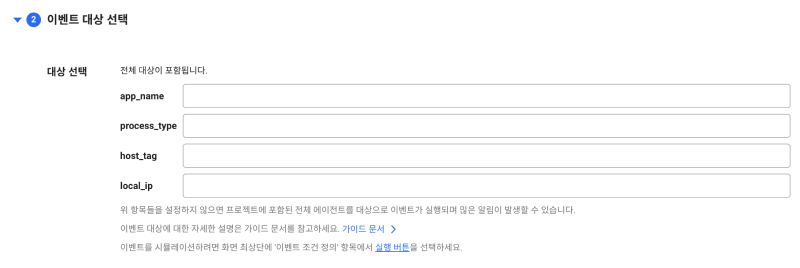 2 이벤트 대상 선택
대상 선택
전체 대상이 포함됩니다.
app_name
process_type
host_tag
local_ip
위 항목들을 설정하지 않으면 프로젝트에 포함된 전체 에이전트를 대상으로 이벤트가 실행되며 많은 알림이 발생할 수 있습니다.
이벤트 대상에 대한 자세한 설명은 가이드 문서를 참고하세요. 가이드 문서 >
이벤트를 시뮬레이션하려면 화면 최상단에 '이벤트 조건 정의' 항목에서 실행 버튼을 선택하세요.